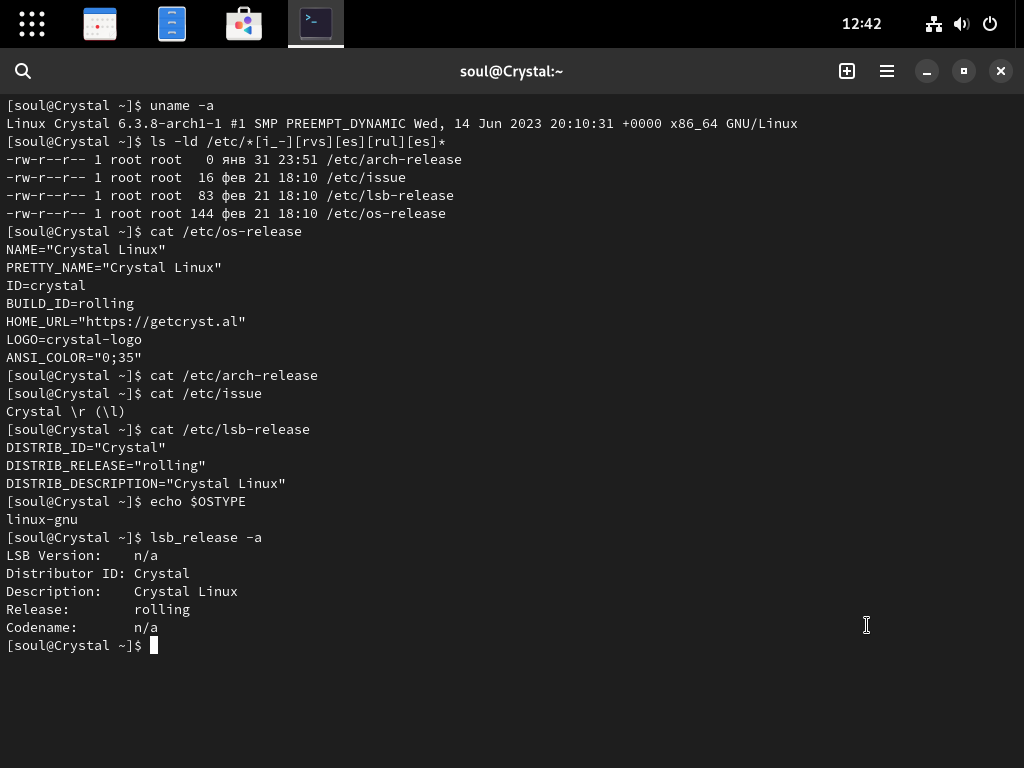 12:42
soul@Crystal:~
[soul@Crystal ~]$ uname -a
Linux Crystal 6.3.8-arch1-1 #1 SMP PREEMPT_DYNAMIC Wed, 14 Jun 2023 20:10:31 +0000 x86_64 GNU/Linux
[soul@Crystal ~]$ ls -ld /etc/*[i_-][rvs][es][rul][es]*
-rw-r--r-- 1 root root   0 янв 31 23:51 /etc/arch-release
-rw-r--r-- 1 root root  16 фев 21 18:10 /etc/issue
-rw-r--r-- 1 root root  83 фев 21 18:10 /etc/lsb-release
-rw-r--r-- 1 root root 144 фев 21 18:10 /etc/os-release
[soul@Crystal ~]$ cat /etc/os-release
NAME="Crystal Linux"
PRETTY_NAME="Crystal Linux"
ID=crystal
BUILD_ID=rolling
HOME_URL="https://getcryst.al"
LOGO=crystal-logo
ANSI_COLOR="0;35"
[soul@Crystal ~]$ cat /etc/arch-release
[soul@Crystal ~]$ cat /etc/issue
Crystal \r (\l)
[soul@Crystal ~]$ cat /etc/lsb-release
DISTRIB_ID="Crystal"
DISTRIB_RELEASE="rolling"
DISTRIB_DESCRIPTION="Crystal Linux"
[soul@Crystal ~]$ echo $OSTYPE
linux-gnu
[soul@Crystal ~]$ lsb_release -a
LSB Version:    n/a
Distributor ID: Crystal
Description:    Crystal Linux
Release:        rolling
Codename:       n/a
[soul@Crystal ~]$